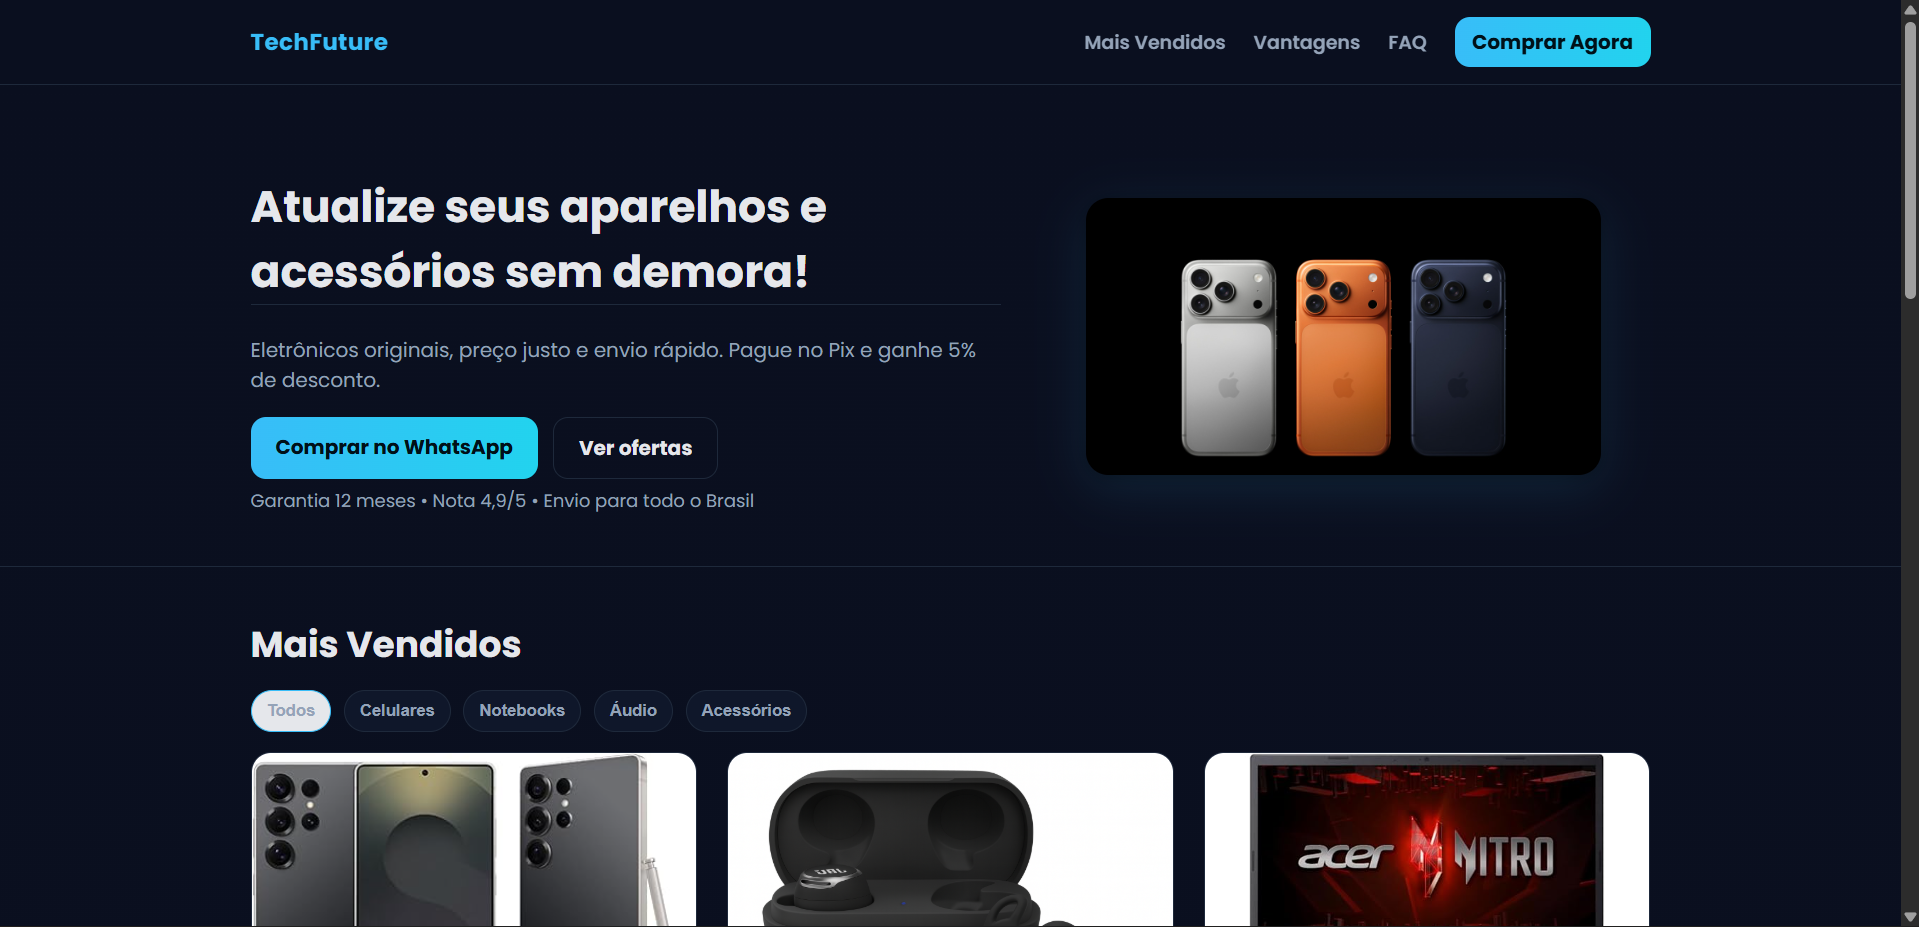 TechFuture
Mais Vendidos
Vantagens
FAQ
Comprar Agora
Atualize seus aparelhos e
acessórios sem demora!
Eletrônicos originais, preço justo e envio rápido. Pague no Pix e ganhe 5%
de desconto.
Comprar no WhatsApp
Ver ofertas
Garantia 12 meses • Nota 4,9/5 • Envio para todo o Brasil
Mais Vendidos
Todos
Celulares
Notebooks
Áudio
Acessórios
JBL
acer NITRO